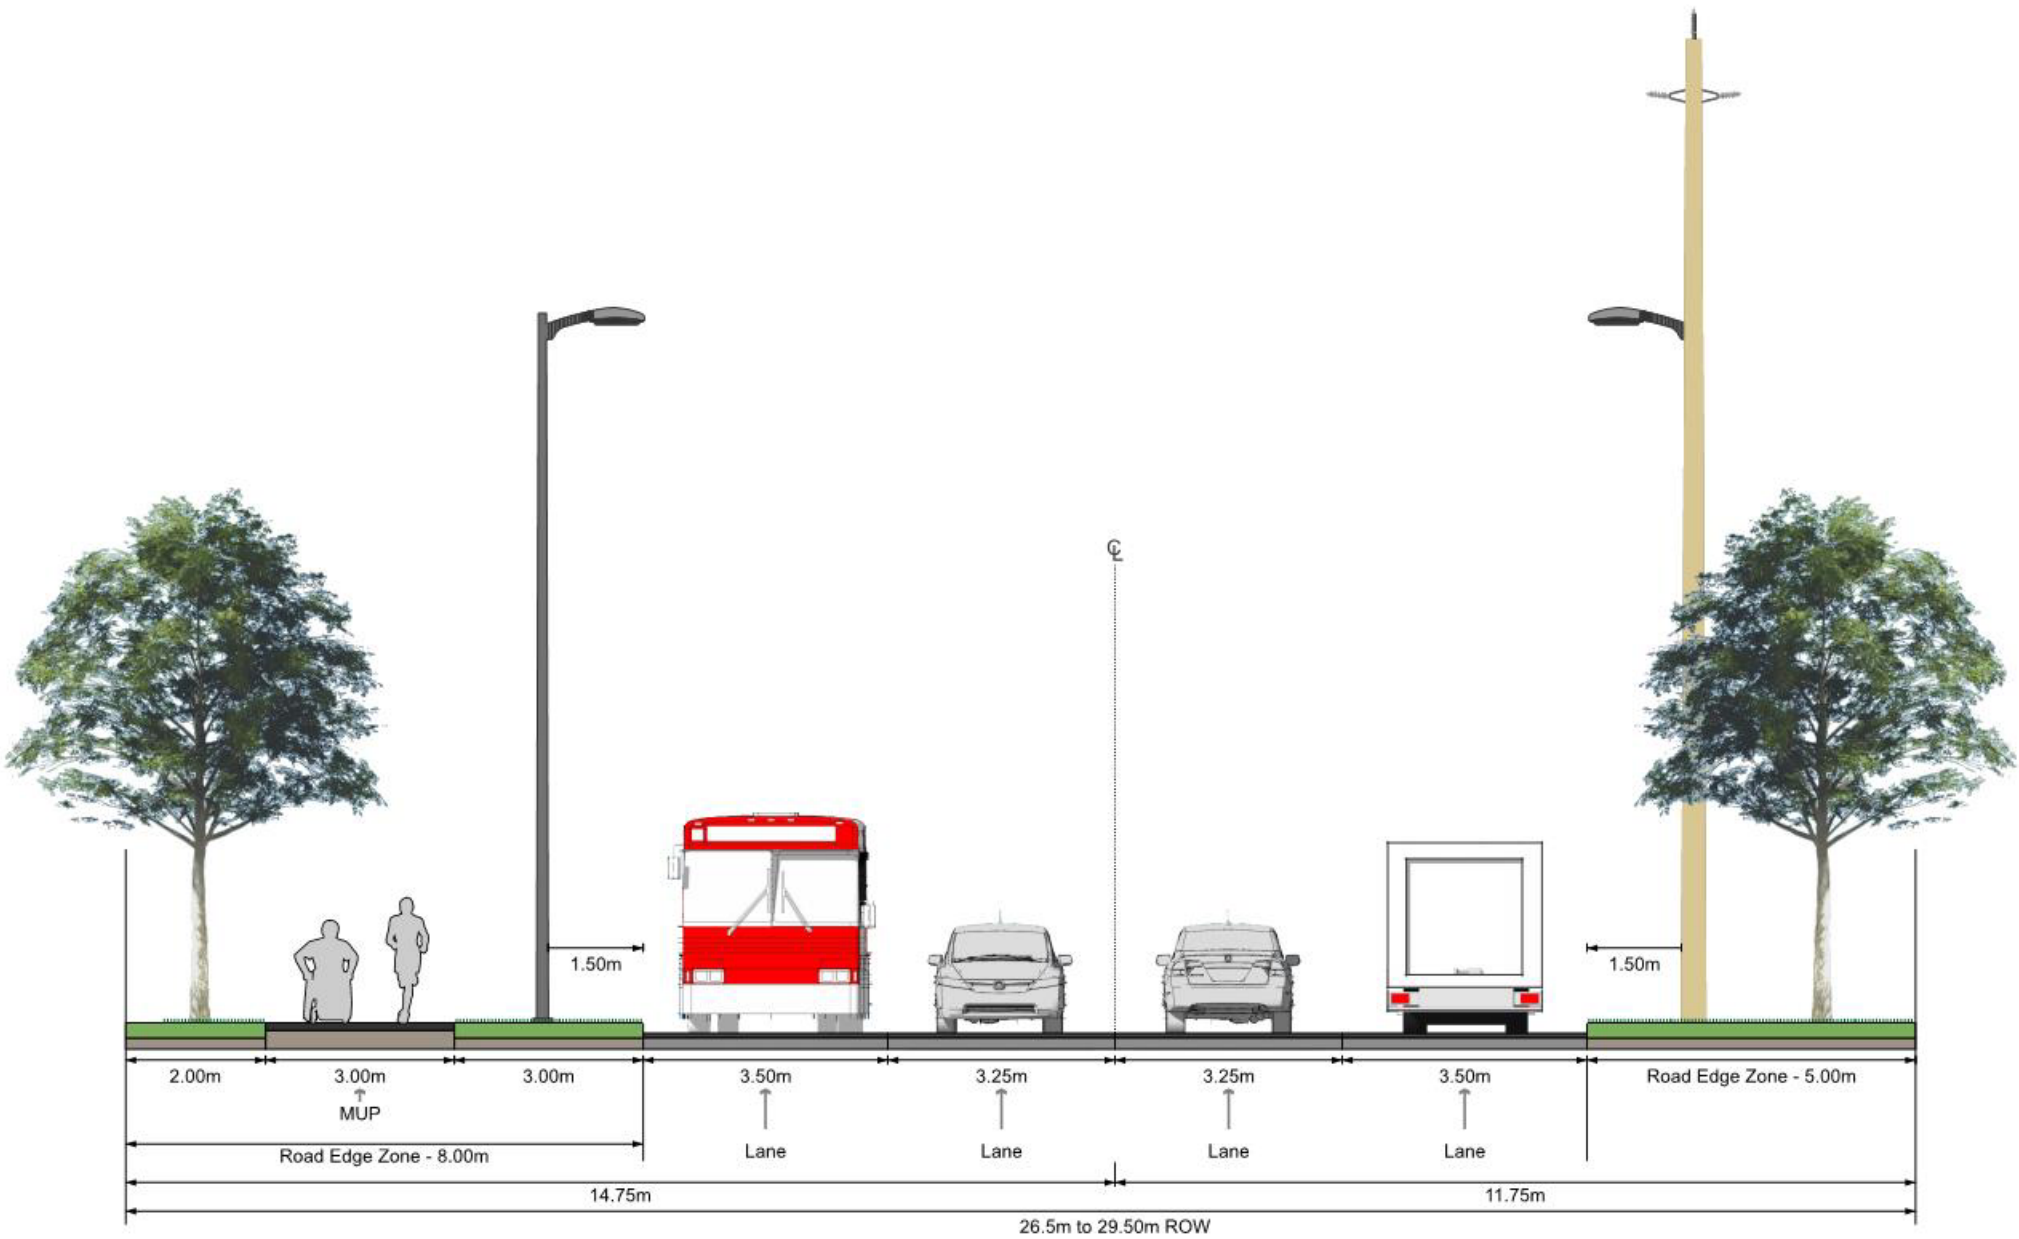 ℄
1.50m
1.50m
2.00m
3.00m
3.00m
3.50m
3.25m
3.25m
3.50m
Road Edge Zone - 5.00m
MUP
Road Edge Zone - 8.00m
Lane
Lane
Lane
Lane
14.75m
11.75m
26.5m to 29.50m ROW